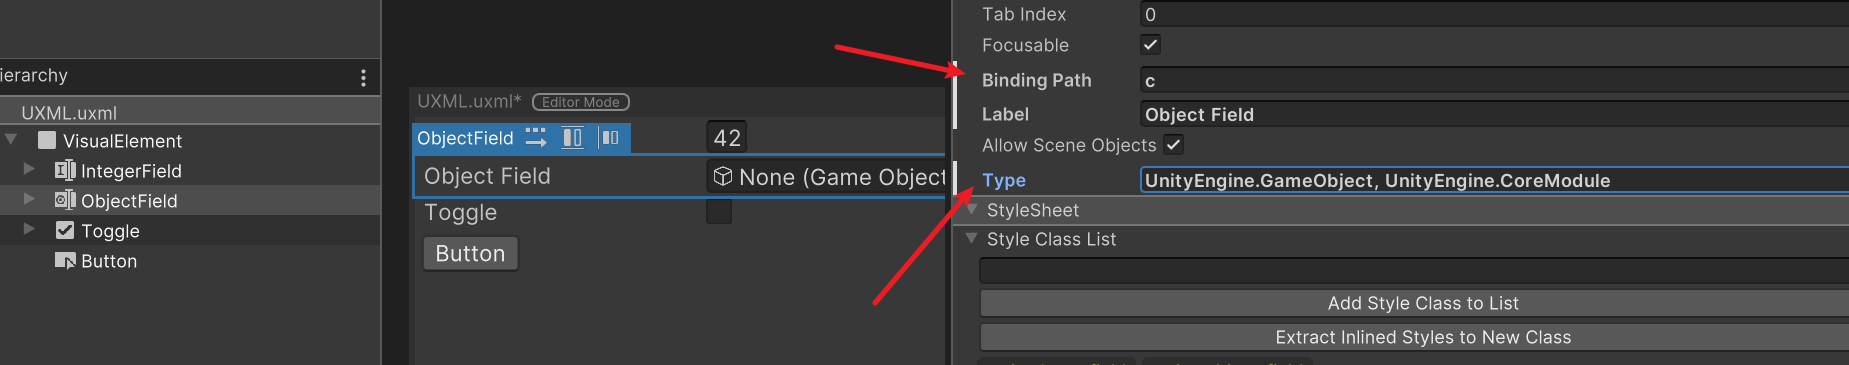 ierarchy
UXML.uxml
VisualElement
IntegerField
ObjectField
Toggle
Button
UXML.uxml* Editor Mode
ObjectField 42
Object Field None (Game Object
Toggle
Button
Tab Index 0
Focusable
Binding Path c
Label Object Field
Allow Scene Objects
Type UnityEngine.GameObject, UnityEngine.CoreModule
StyleSheet
Style Class List
Add Style Class to List
Extract Inlined Styles to New Class